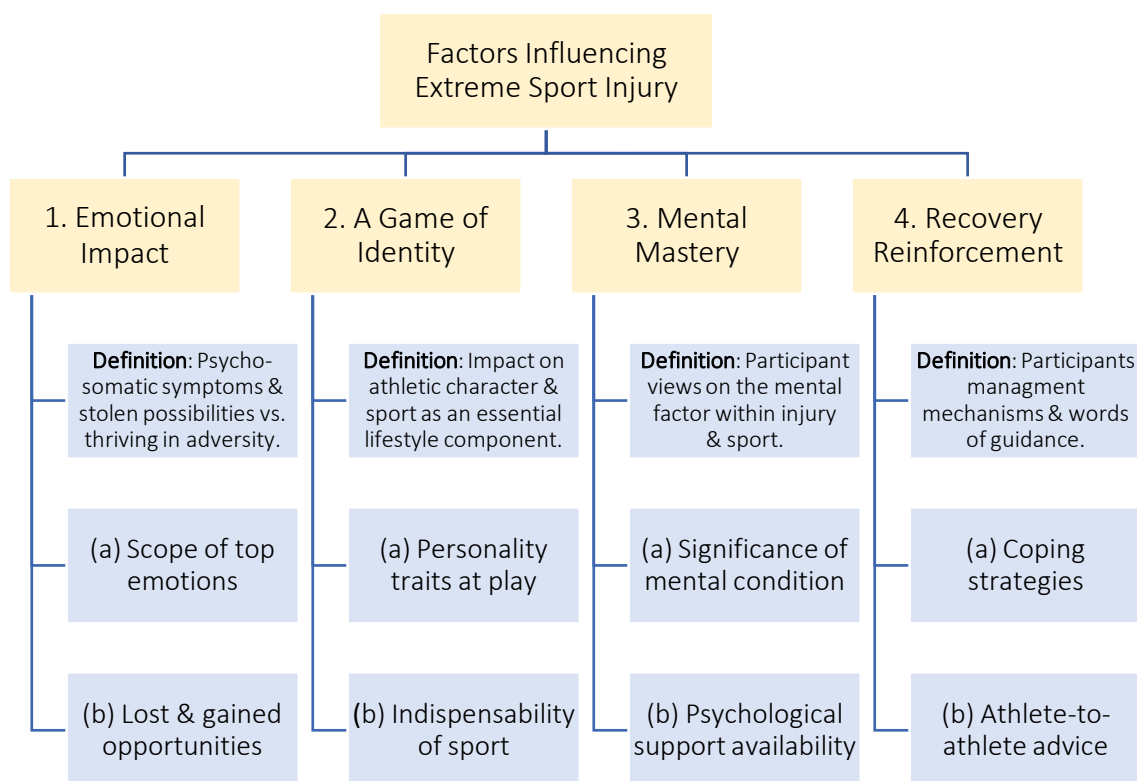 Factors Influencing
Extreme Sport Injury
1. Emotional
Impact
2. A Game of
Identity
3. Mental
Mastery
4. Recovery
Reinforcement
Definition: Psycho-
somatic symptoms &
stolen possibilities vs.
thriving in adversity.
Definition: Impact on
athletic character &
sport as an essential
lifestyle component.
Definition: Participant
views on the mental
factor within injury
& sport.
Definition: Participants
managment
mechanisms & words
of guidance.
(a) Scope of top
emotions
(a) Personality
traits at play
(a) Significance of
mental condition
(a) Coping
strategies
(b) Lost & gained
opportunities
(b) Indispensability
of sport
(b) Psychological
support availability
(b) Athlete-to-
athlete advice